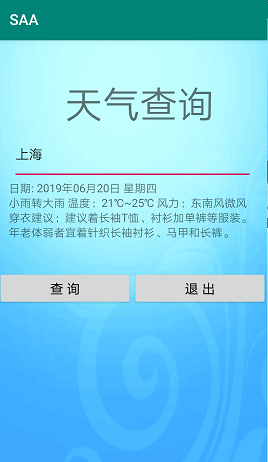 SAA
天气查询
上海
日期: 2019年06月20日 星期四
小雨转大雨 温度：21℃~25℃ 风力：东南风微风
穿衣建议：建议着长袖T恤、衬衫加单裤等服装。
年老体弱者宜着针织长袖衬衫、马甲和长裤。
查 询
退 出